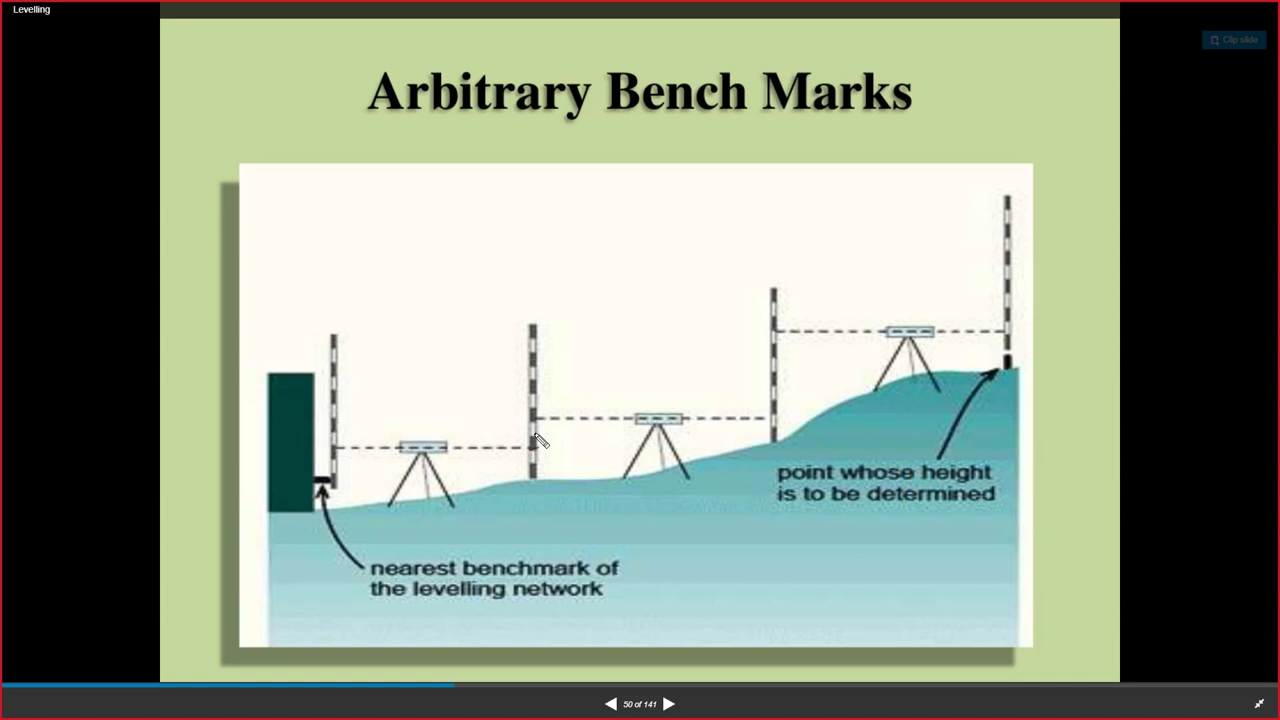 Levelling
Clip slide
Arbitrary Bench Marks
point whose height
is to be determined
nearest benchmark of
the levelling network
50 of 141